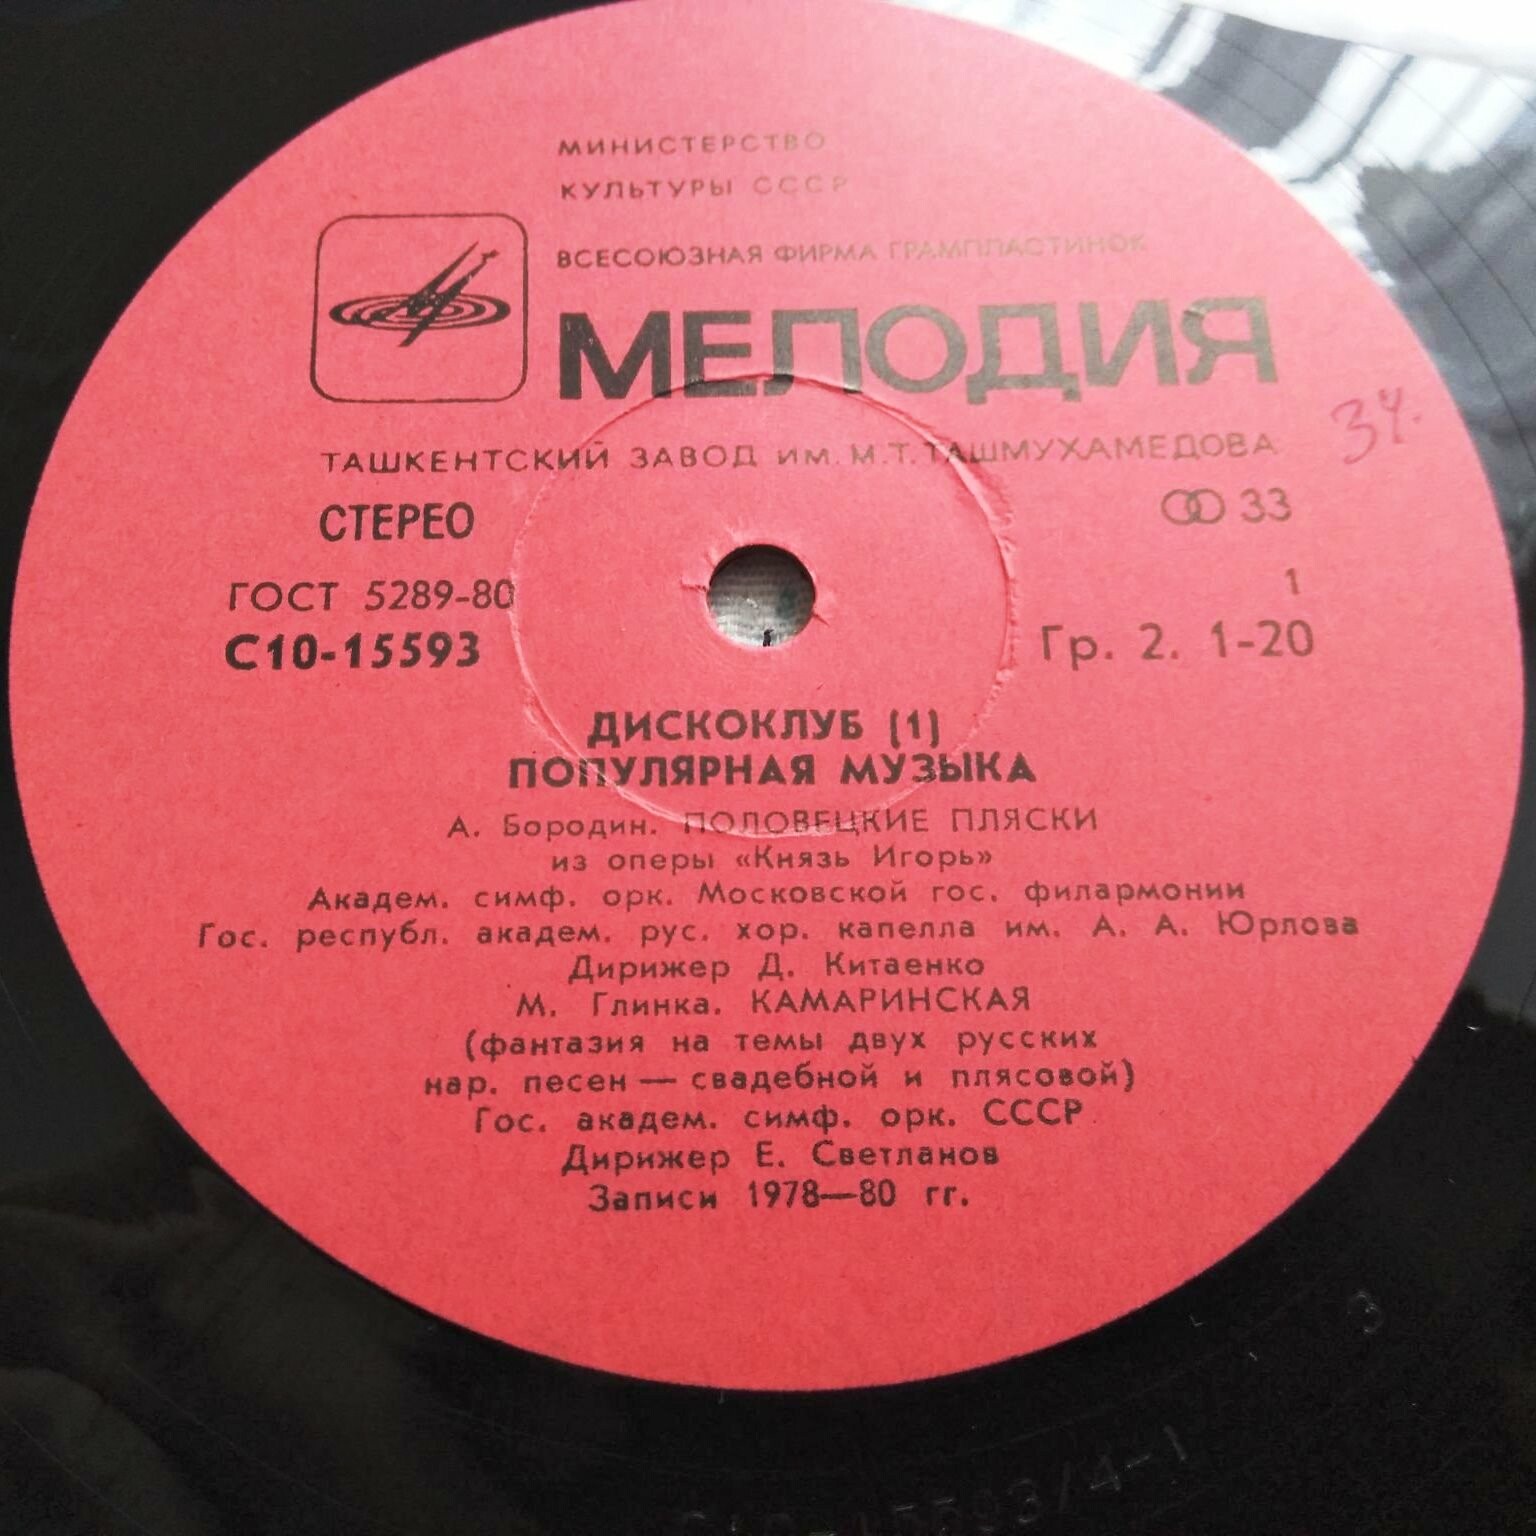 МИНИСТЕРСТВО
КУЛЬТУРЫ СССР
ВСЕСОЮЗНАЯ ФИРМА ГРАМПЛАСТИНОК
МЕЛОДИЯ
34.
ТАШКЕНТСКИЙ ЗАВОД ИМ. М.Т. ТАШМУХАМЕДОВА
СТЕРЕО 33
ГОСТ 5289-80 1
С10-15593 Гр. 2. 1-20
ДИСКОКЛУБ (1)
ПОПУЛЯРНАЯ МУЗЫКА
А. Бородин. ПОЛОВЕЦКИЕ ПЛЯСКИ
из оперы «Князь Игорь»
Академ. симф. орк. Московской гос. филармонии
Гос. республ. академ. рус. хор. капелла им. А. А. Юрлова
Дирижер Д. Китаенко
М. Глинка. КАМАРИНСКАЯ
(фантазия на темы двух русских
нар. песен — свадебной и плясовой)
Гос. академ. симф. орк. СССР
Дирижер Е. Светланов
Записи 1978—80 гг.
3